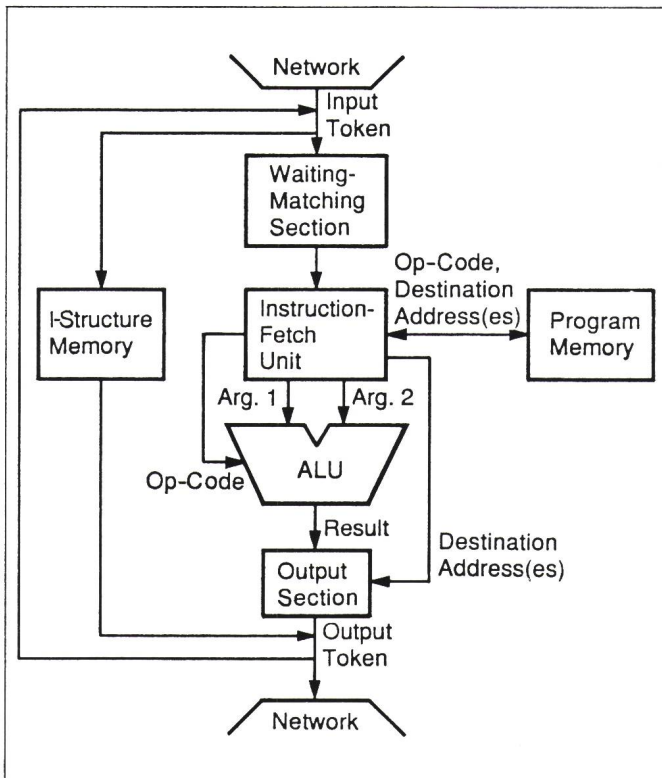 Network
Input
Token
Waiting-
Matching
Section
Op-Code,
Destination
Address(es)
I-Structure
Memory
Instruction-
Fetch
Unit
Program
Memory
Arg. 1
Arg. 2
ALU
Op-Code
Result
Destination
Address(es)
Output
Section
Output
Token
Network